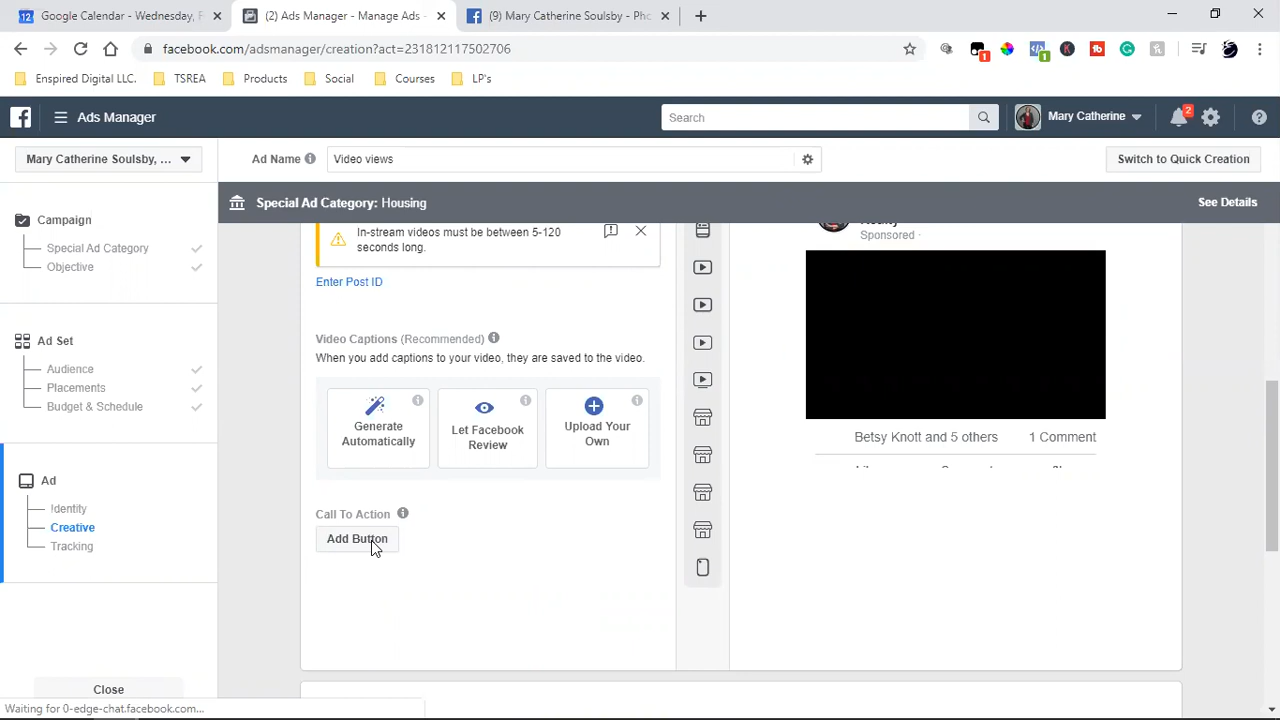 Google Calendar - Wednesday, F
(2) Ads Manager - Manage Ads -
(9) Mary Catherine Soulsby - Pho
facebook.com/adsmanager/creation?act=231812117502706
Enspired Digital LLC.
TSREA
Products
Social
Courses
LP's
Ads Manager
Search
Mary Catherine
2
Mary Catherine Soulsby, ...
Ad Name
Video views
Switch to Quick Creation
Special Ad Category: Housing
See Details
Campaign
Special Ad Category
Objective
Ad Set
Audience
Placements
Budget & Schedule
Ad
Identity
Creative
Tracking
Close
In-stream videos must be between 5-120
seconds long.
Enter Post ID
Video Captions (Recommended)
When you add captions to your video, they are saved to the video.
Generate
Automatically
Let Facebook
Review
Upload Your
Own
Call To Action
Add Button
Sponsored ·
Betsy Knott and 5 others
1 Comment
Waiting for 0-edge-chat.facebook.com...